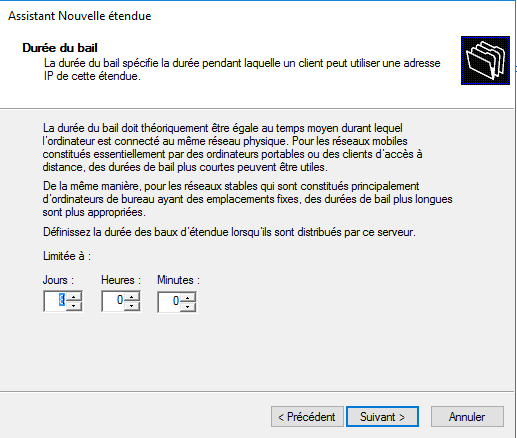 Assistant Nouvelle étendue
Durée du bail
La durée du bail spécifie la durée pendant laquelle un client peut utiliser une adresse
IP de cette étendue.
La durée du bail doit théoriquement être égale au temps moyen durant lequel
l'ordinateur est connecté au même réseau physique. Pour les réseaux mobiles
constitués essentiellement par des ordinateurs portables ou des clients d'accès à
distance, des durées de bail plus courtes peuvent être utiles.
De la même manière, pour les réseaux stables qui sont constitués principalement
d'ordinateurs de bureau ayant des emplacements fixes, des durées de bail plus longues
sont plus appropriées.
Définissez la durée des baux d'étendue lorsqu'ils sont distribués par ce serveur.
Limitée à :
Jours : Heures : Minutes :
0 0
< Précédent Suivant > Annuler